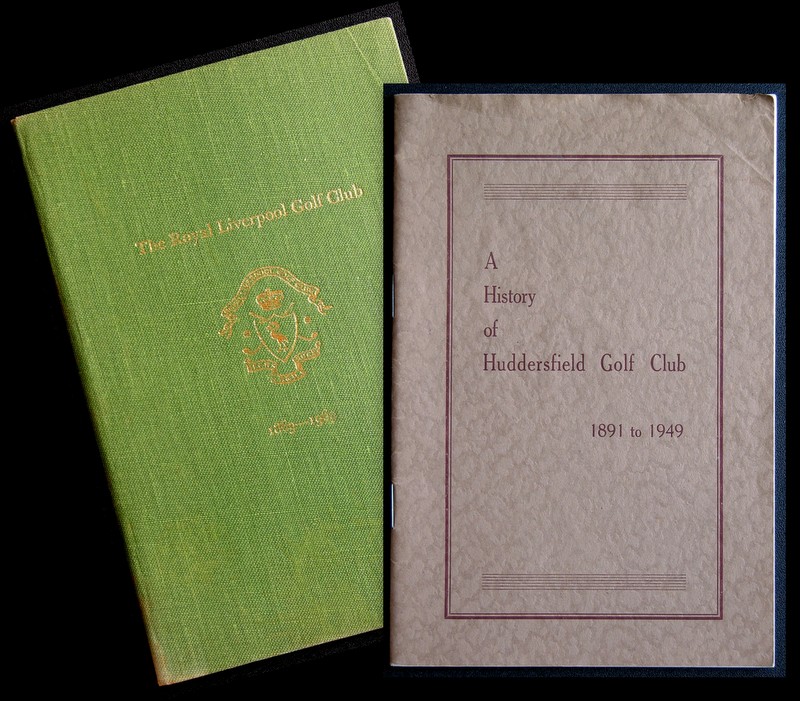 The Royal Liverpool Golf Club
A
History
of
Huddersfield Golf Club
1891 to 1949